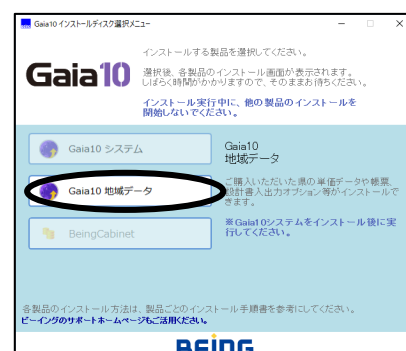 Gaia10 インストールディスク選択メニュー
インストールする製品を選択してください。
Gaia10
選択後、各製品のインストール画面が表示されます。
しばらく時間がかかりますので、そのままお待ちください。
インストール実行中に、他の製品のインストールを
開始しないでください。
Gaia10 システム
Gaia10 地域データ
BeingCabinet
Gaia10
地域データ
ご購入いただいた県の単価データや帳票、
設計書入出力オプション等がインストールで
きます。
※Gaia10システムをインストール後に実
行してください。
各製品のインストール方法は、製品ごとのインストール手順書を参考にしてください。
ビーイングのサポートホームページもご活用ください。
BEING